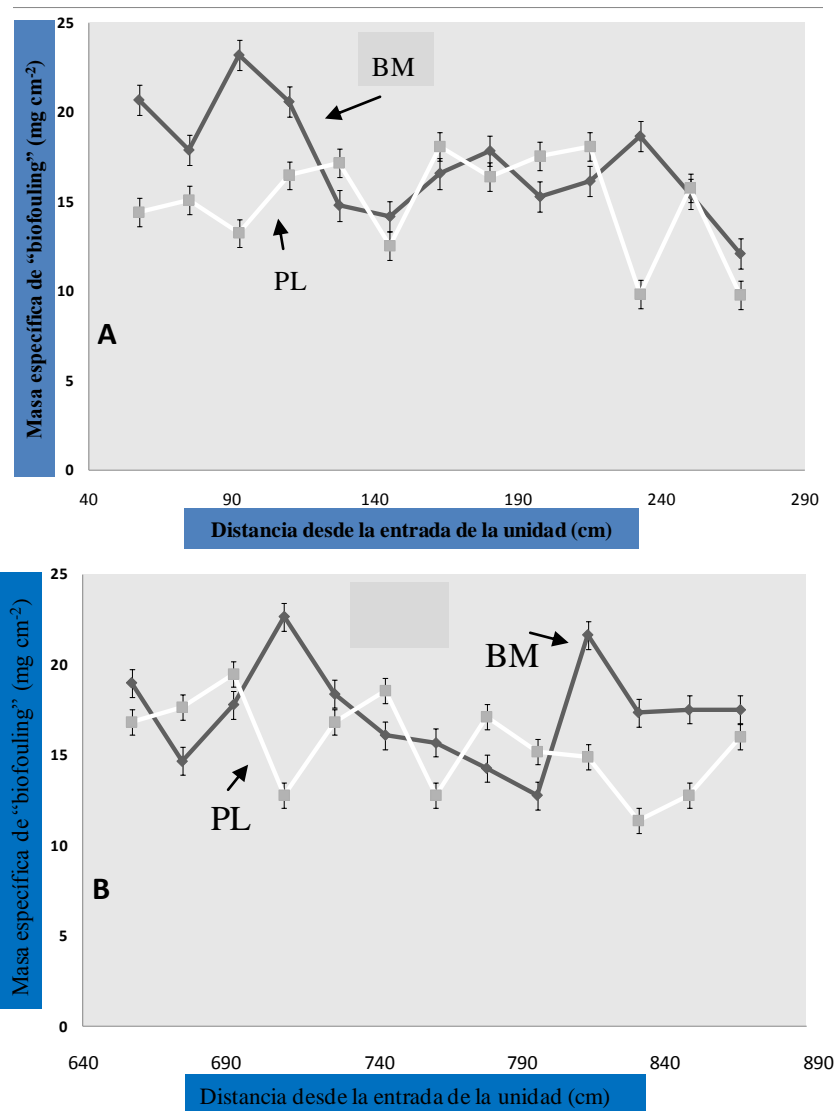 25
20
15
10
5
0
BM
PL
A
Masa específica de “biofouling” (mg cm-2)
40 90 140 190 240 290
Distancia desde la entrada de la unidad (cm)
25
20
15
10
5
0
BM
PL
B
Masa específica de “biofouling” (mg cm-2)
640 690 740 790 840 890
Distancia desde la entrada de la unidad (cm)